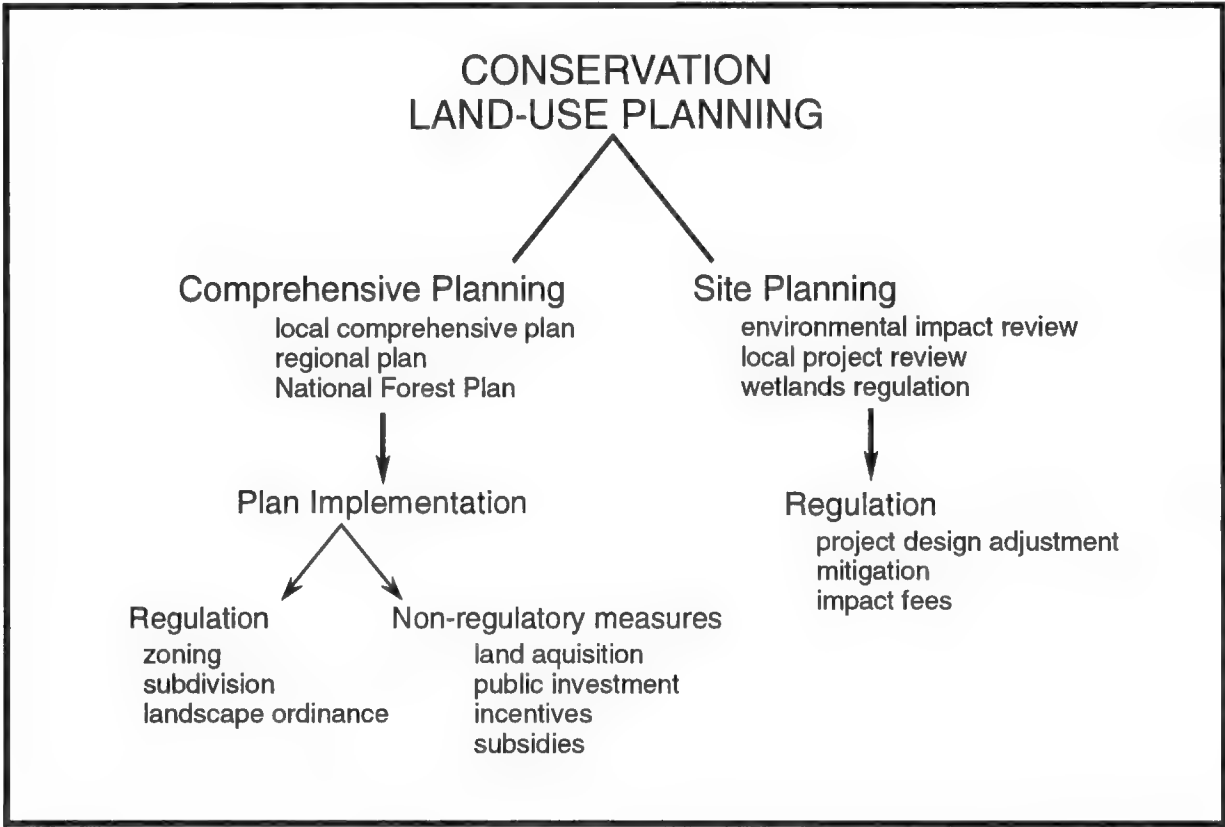 CONSERVATION
LAND-USE PLANNING
Comprehensive Planning
local comprehensive plan
regional plan
National Forest Plan
Plan Implementation
Regulation
zoning
subdivision
landscape ordinance
Non-regulatory measures
land aquisition
public investment
incentives
subsidies
Site Planning
environmental impact review
local project review
wetlands regulation
Regulation
project design adjustment
mitigation
impact fees